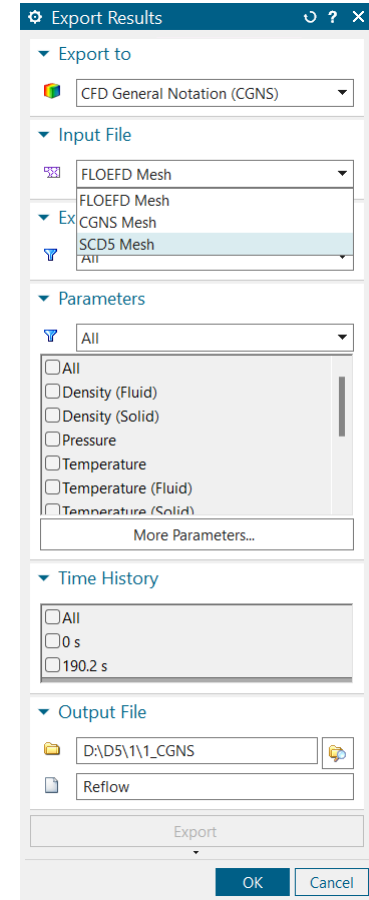 Export Results
?
Export to
CFD General Notation (CGNS)
Input File
FLOEFD Mesh
FLOEFD Mesh
CGNS Mesh
SCD5 Mesh
Ex
All
Parameters
All
All
Density (Fluid)
Density (Solid)
Pressure
Temperature
Temperature (Fluid)
Temperature (Solid)
More Parameters...
Time History
All
0 s
190.2 s
Output File
D:\D5\1\1_CGNS
Reflow
Export
OK Cancel